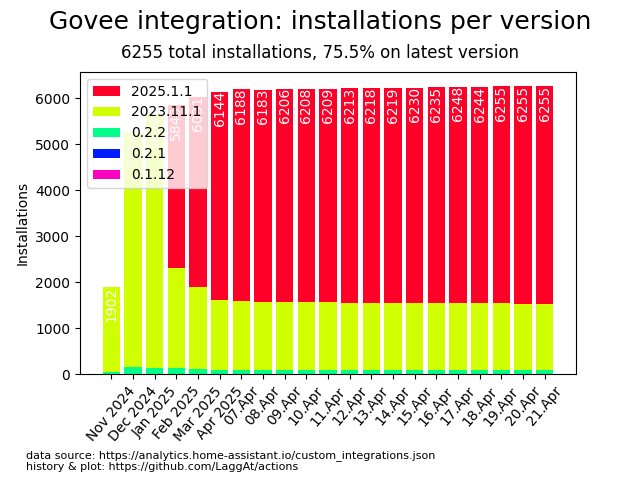 Govee integration: installations per version
6255 total installations, 75.5% on latest version
Installations
6000
5000
4000
3000
2000
1000
0
2025.1.1
2023.11.1
0.2.2
0.2.1
0.1.12
1902
6144
6188
6183
6206
6208
6209
6213
6218
6219
6230
6235
6248
6244
6255
6255
6255
Nov 2024
Dec 2024
Jan 2025
Feb 2025
Mar 2025
Apr 2025
07.Apr
08.Apr
09.Apr
10.Apr
11.Apr
12.Apr
13.Apr
14.Apr
15.Apr
16.Apr
17.Apr
18.Apr
19.Apr
20.Apr
21.Apr
data source: https://analytics.home-assistant.io/custom_integrations.json
history & plot: https://github.com/LaggAt/actions